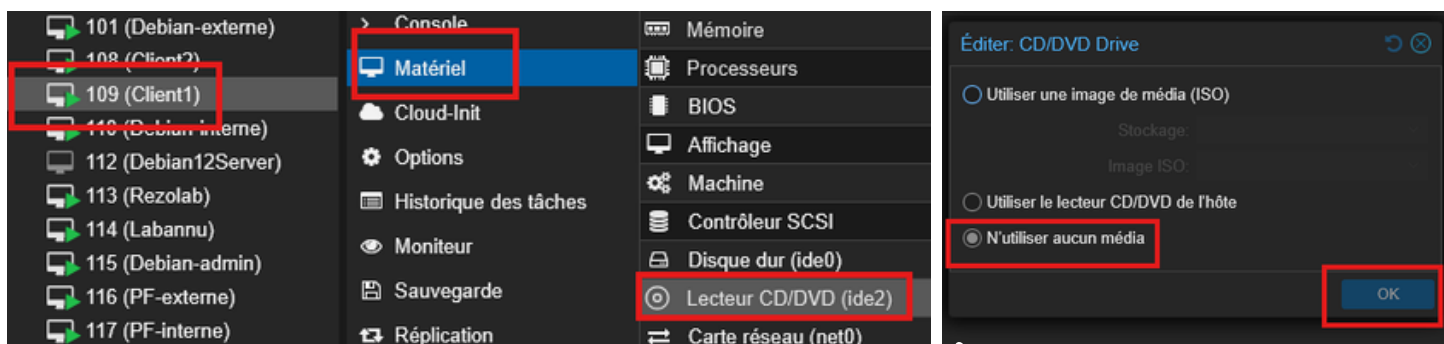 101 (Debian-externe)
108 (Client2)
109 (Client1)
110 (Debian-interne)
112 (Debian12Server)
113 (Rezolab)
114 (Labannu)
115 (Debian-admin)
116 (PF-externe)
117 (PF-interne)
Console
Matériel
Cloud-Init
Options
Historique des tâches
Moniteur
Sauvegarde
Réplication
Mémoire
Processeurs
BIOS
Affichage
Machine
Contrôleur SCSI
Disque dur (ide0)
Lecteur CD/DVD (ide2)
Carte réseau (net0)
Éditer: CD/DVD Drive
Utiliser une image de média (ISO)
Stockage:
Image ISO:
Utiliser le lecteur CD/DVD de l'hôte
N'utiliser aucun média
OK